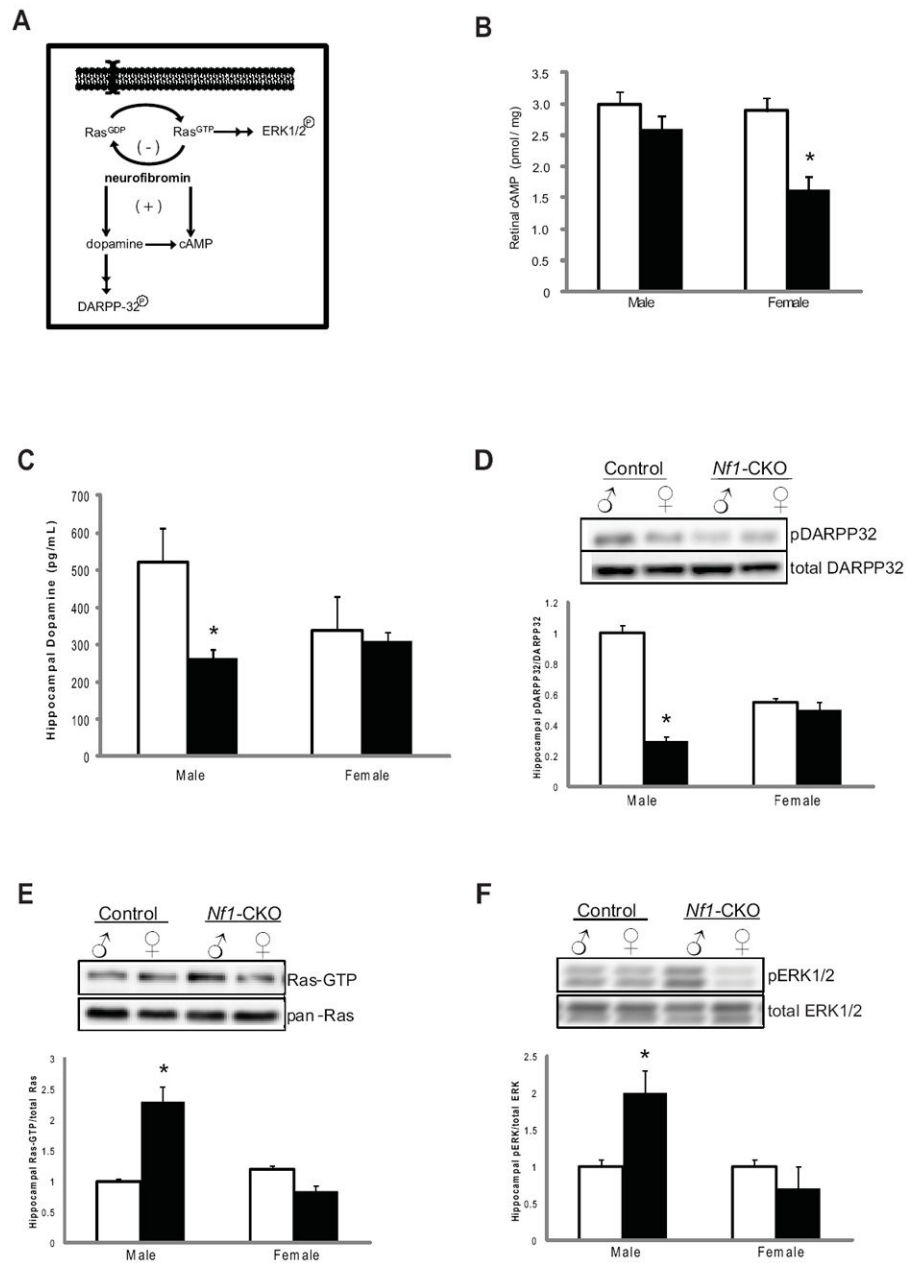 A
Ras^GDP
Ras^GTP
ERK1/2^P
( - )
neurofibromin
( + )
dopamine
cAMP
DARPP-32^P
B
Retinal cAMP (pmol / mg)
3.5
3.0
2.5
2.0
1.5
1.0
0.5
0
*
Male
Female
C
Hippocampal Dopamine (pg/mL)
700
600
500
400
300
200
100
0
*
Male
Female
D
Control
Nf1-CKO
♂ ♀ ♂ ♀
pDARPP32
total DARPP32
Hippocampal pDARPP32/DARPP32
1.2
1
0.8
0.6
0.4
0.2
0
*
Male
Female
E
Control
Nf1-CKO
♂ ♀ ♂ ♀
Ras-GTP
pan -Ras
Hippocampal Ras-GTP/total Ras
3
2.5
2
1.5
1
0.5
0
*
Male
Female
F
Control
Nf1-CKO
♂ ♀ ♂ ♀
pERK1/2
total ERK1/2
Hippocampal pERK/total ERK
2.5
2
1.5
1
0.5
0
*
Male
Female